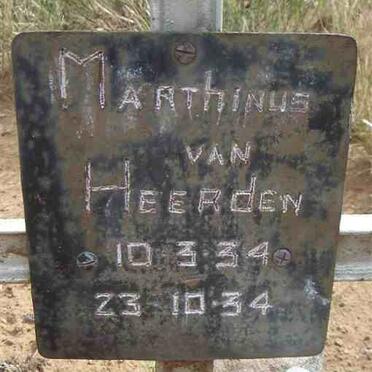 Marthinus
van
Heerden
10·3·34
23·10·34